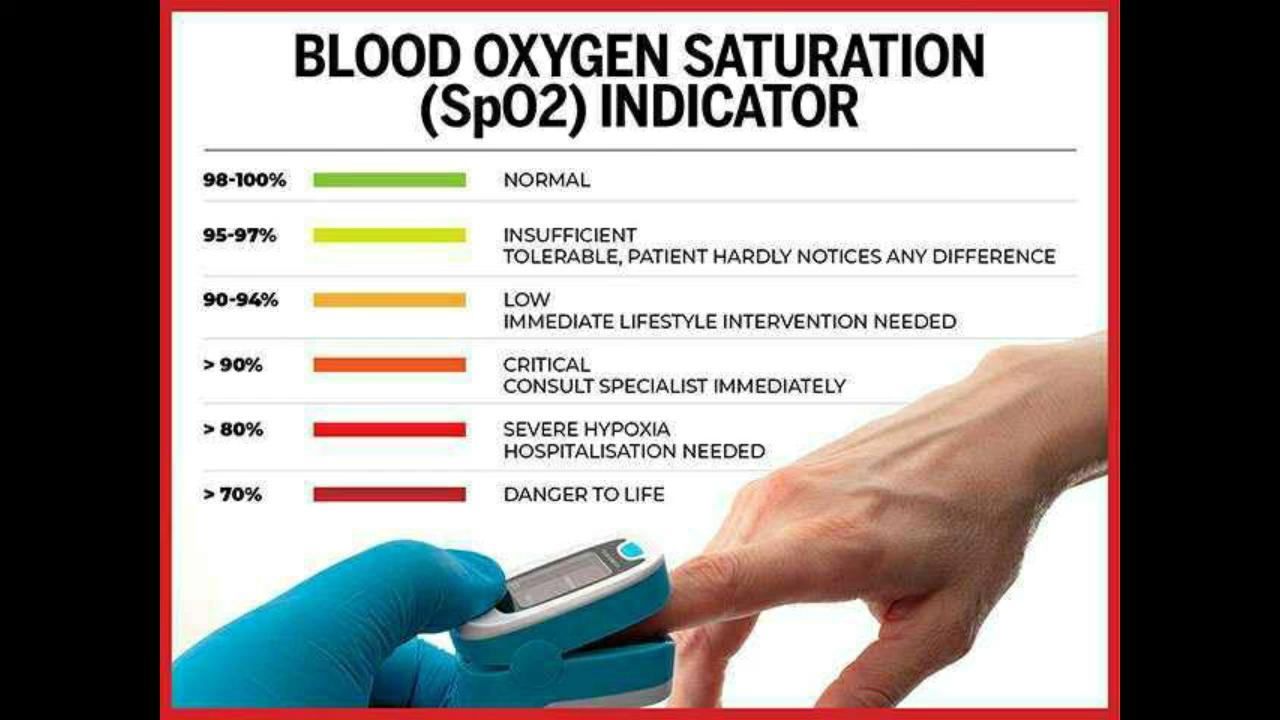 BLOOD OXYGEN SATURATION
(SpO2) INDICATOR
98-100% NORMAL
95-97% INSUFFICIENT
TOLERABLE, PATIENT HARDLY NOTICES ANY DIFFERENCE
90-94% LOW
IMMEDIATE LIFESTYLE INTERVENTION NEEDED
> 90% CRITICAL
CONSULT SPECIALIST IMMEDIATELY
> 80% SEVERE HYPOXIA
HOSPITALISATION NEEDED
> 70% DANGER TO LIFE